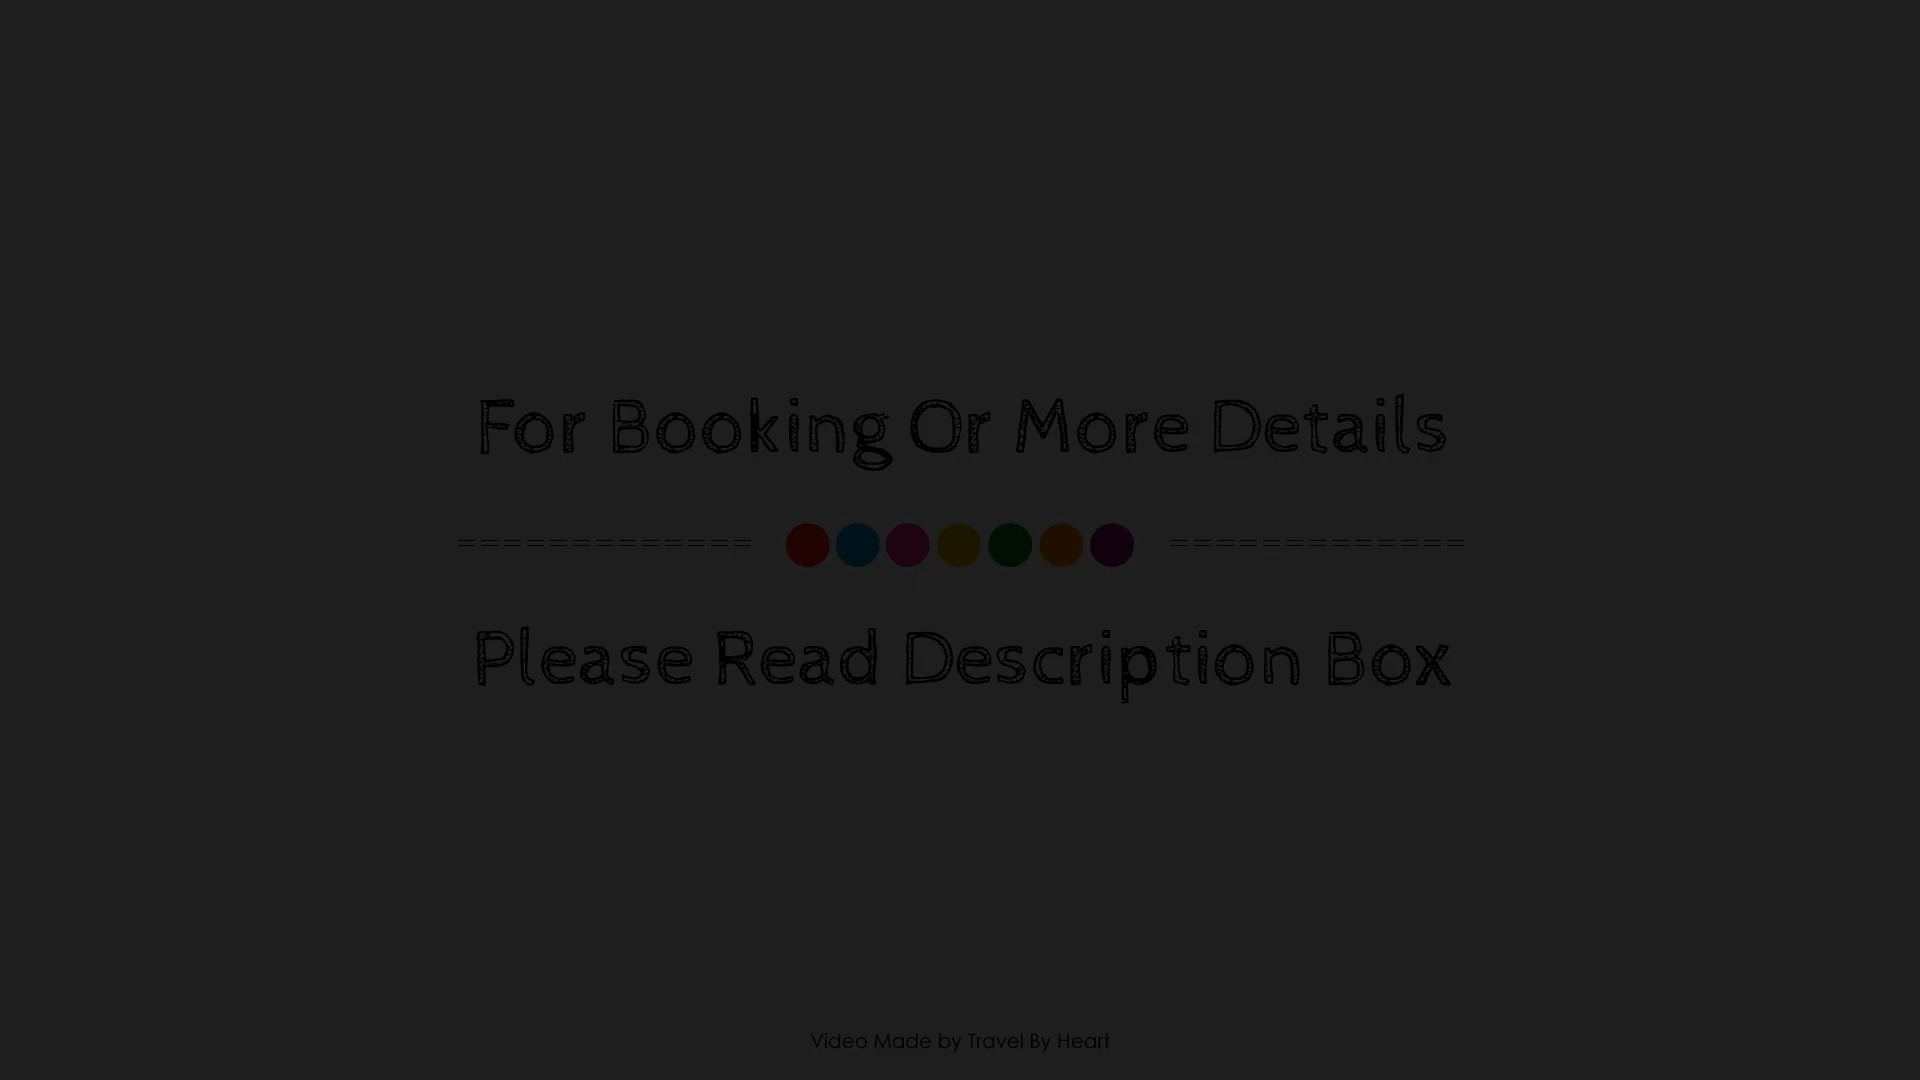 For Booking Or More Details
============= =============
Please Read Description Box
Video Made by Travel By Heart